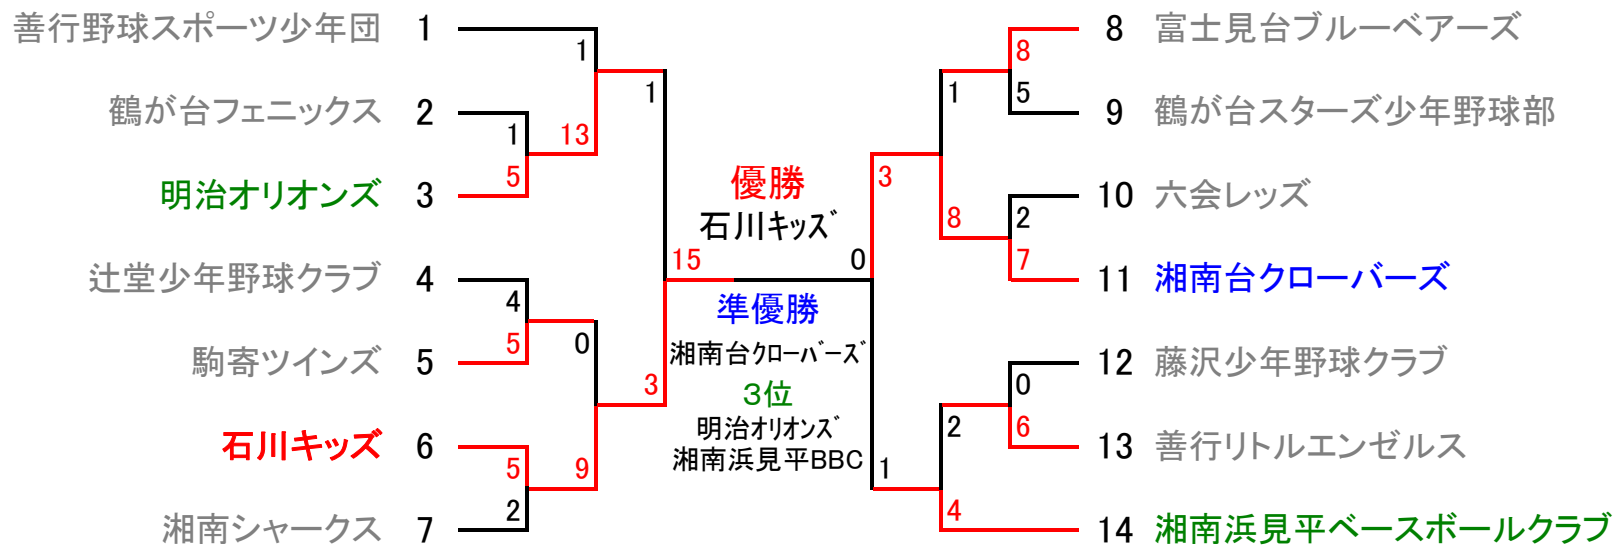 善行野球スポーツ少年団 1
1
鶴が台フェニックス 2
1
1
13
5
明治オリオンズ 3
辻堂少年野球クラブ 4
4
駒寄ツインズ 5
5
0
3
石川キッズ 6
5
9
2
湘南シャークス 7
優勝
石川キッズ
15
0
準優勝
湘南台クローバーズ
3位
明治オリオンズ
湘南浜見平BBC
8 富士見台ブルーベアーズ
8
1
5
9 鶴が台スターズ少年野球部
3
10 六会レッズ
8
2
7
11 湘南台クローバーズ
12 藤沢少年野球クラブ
0
2
6
13 善行リトルエンゼルス
1
4
14 湘南浜見平ベースボールクラブ